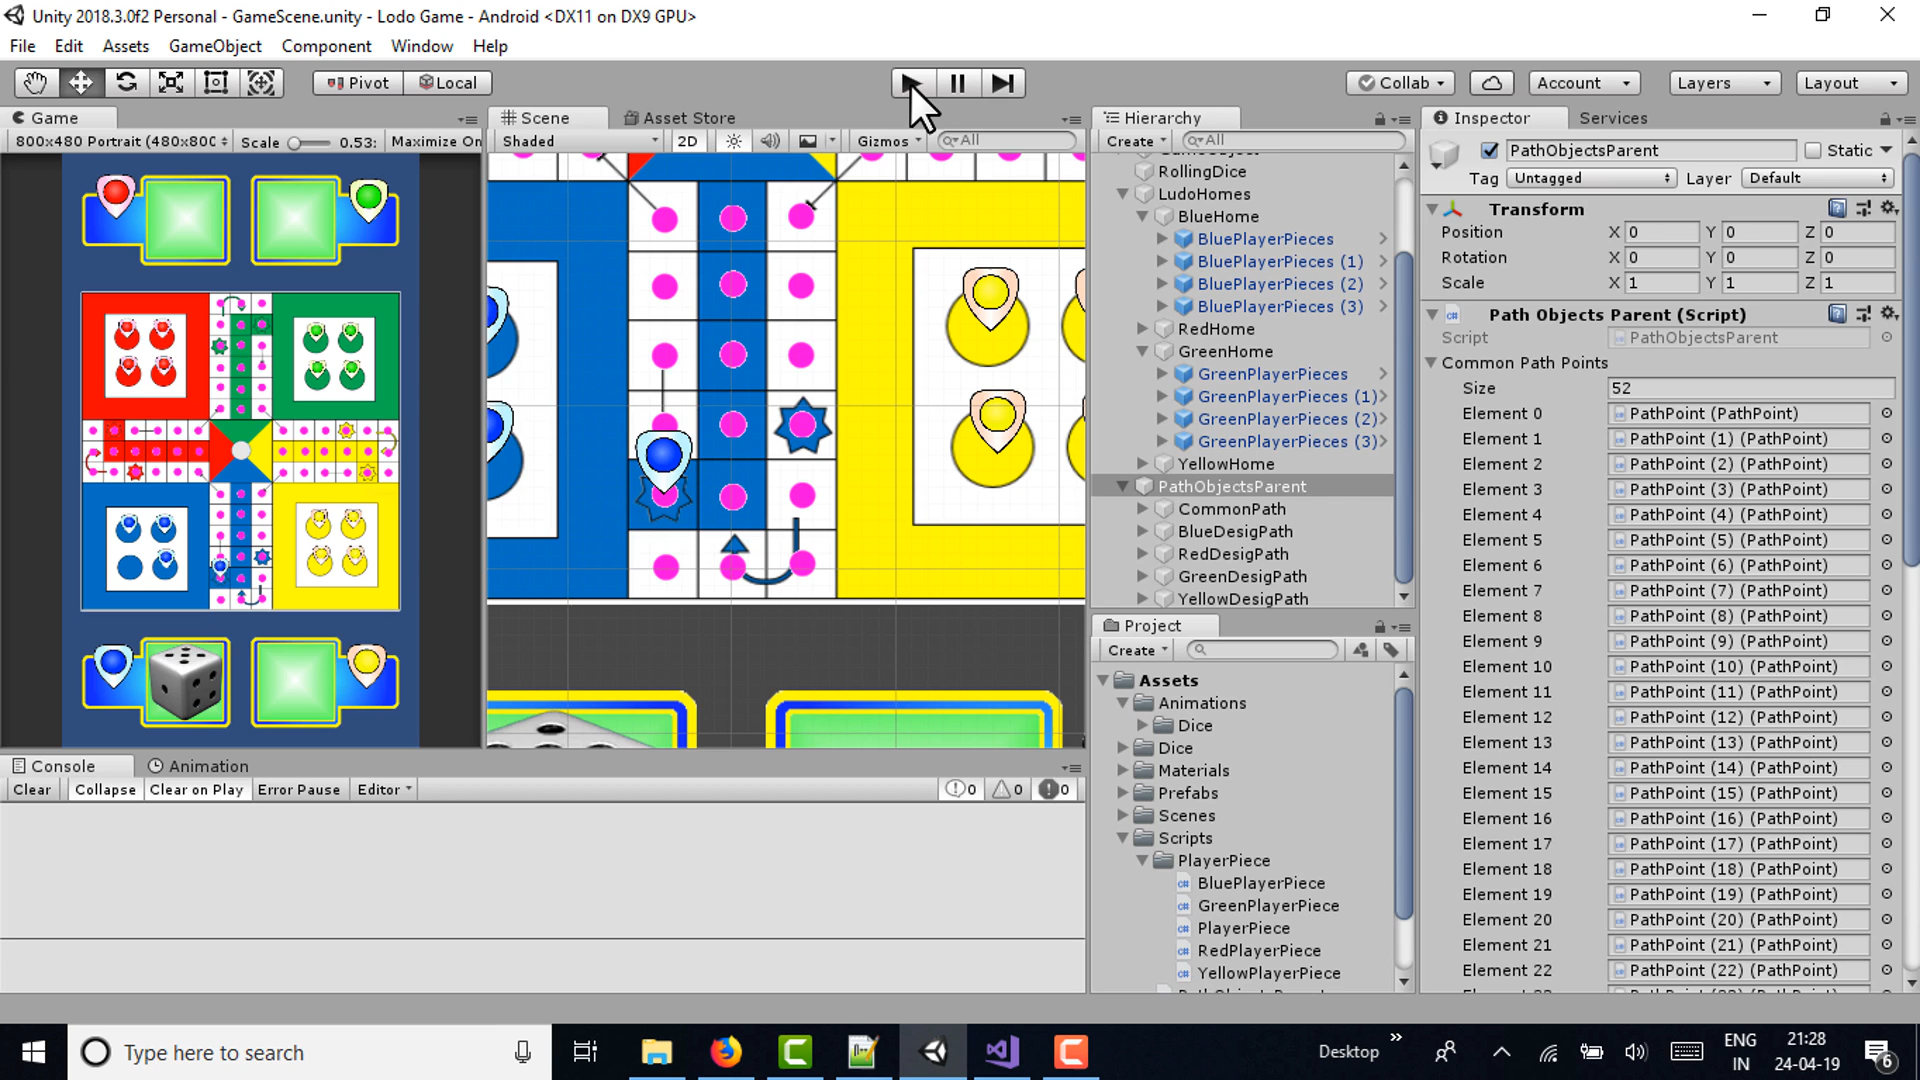 Unity 2018.3.0f2 Personal - GameScene.unity - Lodo Game - Android <DX11 on DX9 GPU>
File Edit Assets GameObject Component Window Help
Pivot Local Collab Account Layers Layout
Game Scene Asset Store Hierarchy Inspector Services
800x480 Portrait (480x80C Scale 0.53: Maximize On Shaded 2D Gizmos All Create All
RollingDice
LudoHomes
BlueHome
BluePlayerPieces
BluePlayerPieces (1)
BluePlayerPieces (2)
BluePlayerPieces (3)
RedHome
GreenHome
GreenPlayerPieces
GreenPlayerPieces (1)
GreenPlayerPieces (2)
GreenPlayerPieces (3)
YellowHome
PathObjectsParent
CommonPath
BlueDesigPath
RedDesigPath
GreenDesigPath
YellowDesigPath
PathObjectsParent Static
Tag Untagged Layer Default
Transform
Position X 0 Y 0 Z 0
Rotation X 0 Y 0 Z 0
Scale X 1 Y 1 Z 1
Path Objects Parent (Script)
Script PathObjectsParent
Common Path Points
Size 52
Element 0 PathPoint (PathPoint)
Element 1 PathPoint (1) (PathPoint)
Element 2 PathPoint (2) (PathPoint)
Element 3 PathPoint (3) (PathPoint)
Element 4 PathPoint (4) (PathPoint)
Element 5 PathPoint (5) (PathPoint)
Element 6 PathPoint (6) (PathPoint)
Element 7 PathPoint (7) (PathPoint)
Element 8 PathPoint (8) (PathPoint)
Element 9 PathPoint (9) (PathPoint)
Element 10 PathPoint (10) (PathPoint)
Element 11 PathPoint (11) (PathPoint)
Element 12 PathPoint (12) (PathPoint)
Element 13 PathPoint (13) (PathPoint)
Element 14 PathPoint (14) (PathPoint)
Element 15 PathPoint (15) (PathPoint)
Element 16 PathPoint (16) (PathPoint)
Element 17 PathPoint (17) (PathPoint)
Element 18 PathPoint (18) (PathPoint)
Element 19 PathPoint (19) (PathPoint)
Element 20 PathPoint (20) (PathPoint)
Element 21 PathPoint (21) (PathPoint)
Element 22 PathPoint (22) (PathPoint)
Project
Create
Assets
Animations
Dice
Dice
Materials
Prefabs
Scenes
Scripts
PlayerPiece
BluePlayerPiece
GreenPlayerPiece
PlayerPiece
RedPlayerPiece
YellowPlayerPiece
Console Animation
Clear Collapse Clear on Play Error Pause Editor 0 0 0
Type here to search
Desktop
ENG
IN
21:28
24-04-19
6